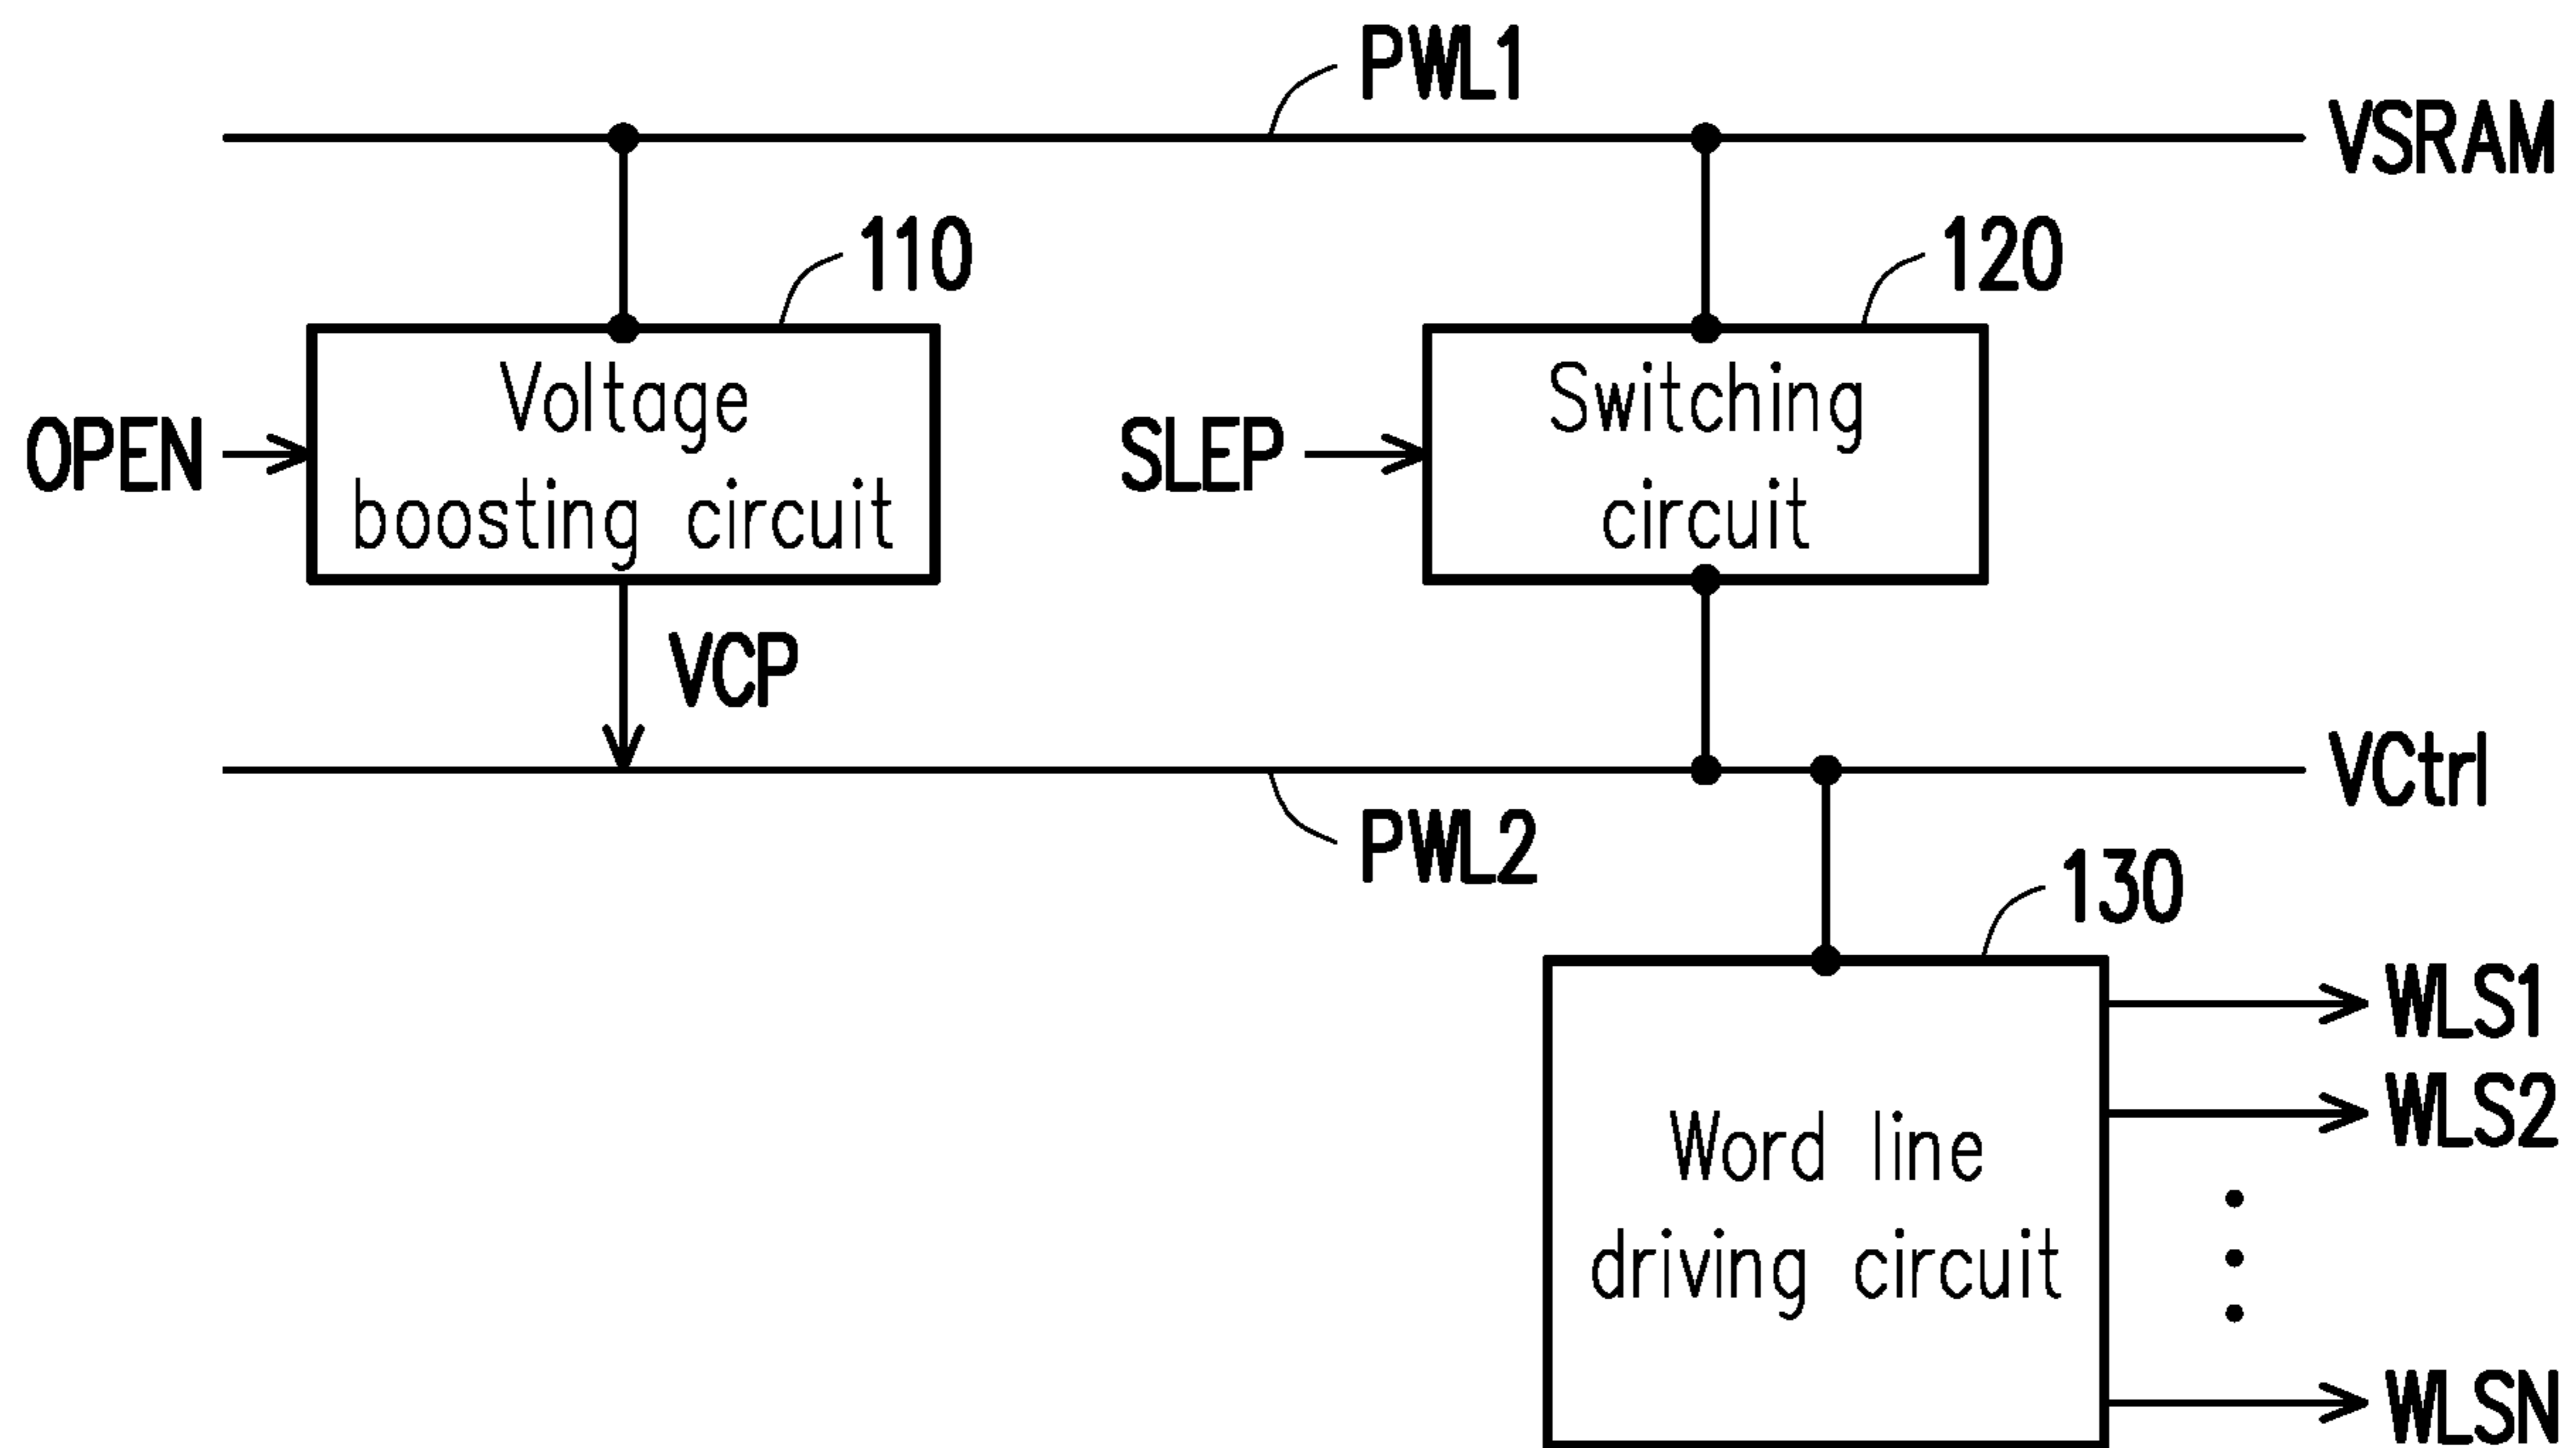 PWL1
VSRAM
110
120
OPEN
Voltage
boosting circuit
SLEP
Switching
circuit
VCP
VCtrl
PWL2
130
WLS1
WLS2
Word line
driving circuit
WLSN